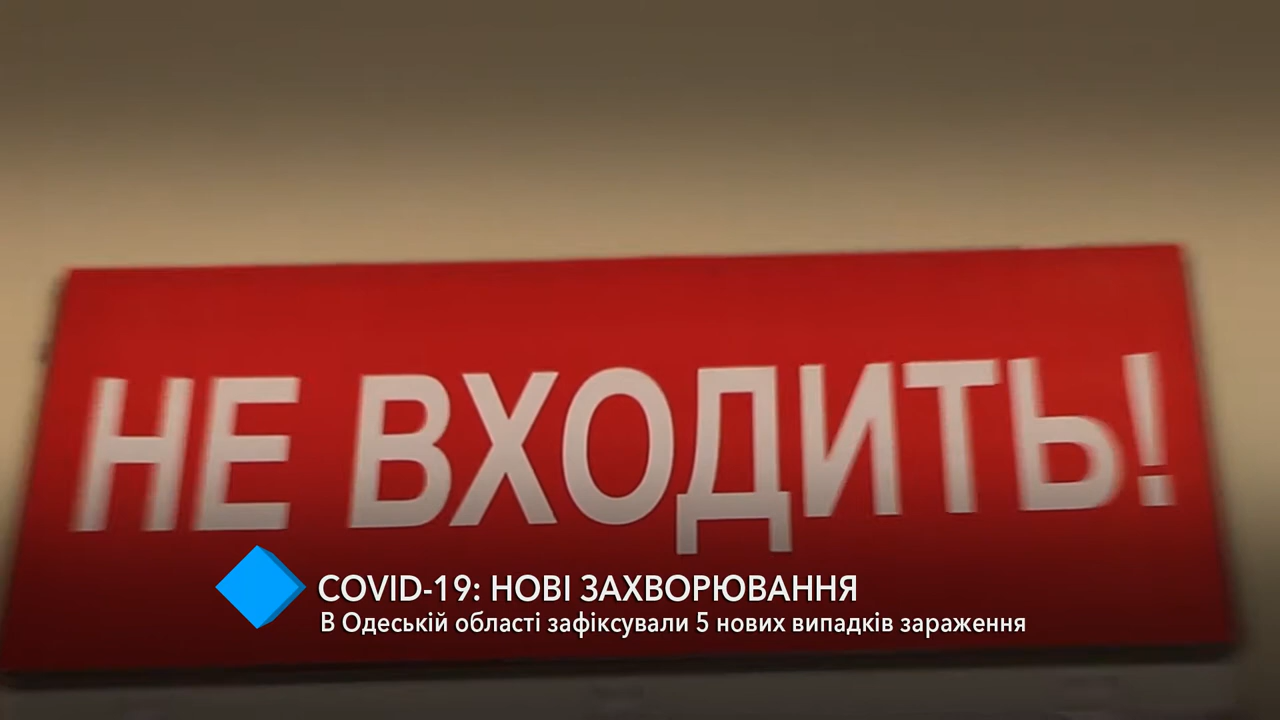 НЕ ВХОДИТЬ!
COVID-19: НОВІ ЗАХВОРЮВАННЯ
В Одеській області зафіксували 5 нових випадків зараження